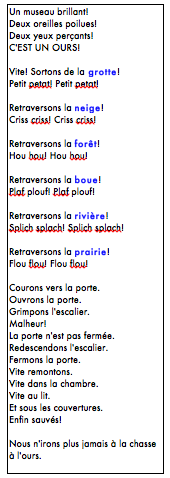 Un museau brillant!
Deux oreilles poilues!
Deux yeux perçants!
C'EST UN OURS!

Vite! Sortons de la grotte!
Petit petat! Petit petat!

Retraversons la neige!
Criss criss! Criss criss!

Retraversons la forêt!
Hou hou! Hou hou!

Retraversons la boue!
Plaf plouf! Plaf plouf!

Retraversons la rivière!
Splich splach! Splich splach!

Retraversons la prairie!
Flou flou! Flou flou!

Courons vers la porte.
Ouvrons la porte.
Grimpons l'escalier.
Malheur!
La porte n'est pas fermée.
Redescendons l'escalier.
Fermons la porte.
Vite remontons.
Vite dans la chambre.
Vite au lit.
Et sous les couvertures.
Enfin sauvés!

Nous n'irons plus jamais à la chasse
à l'ours.